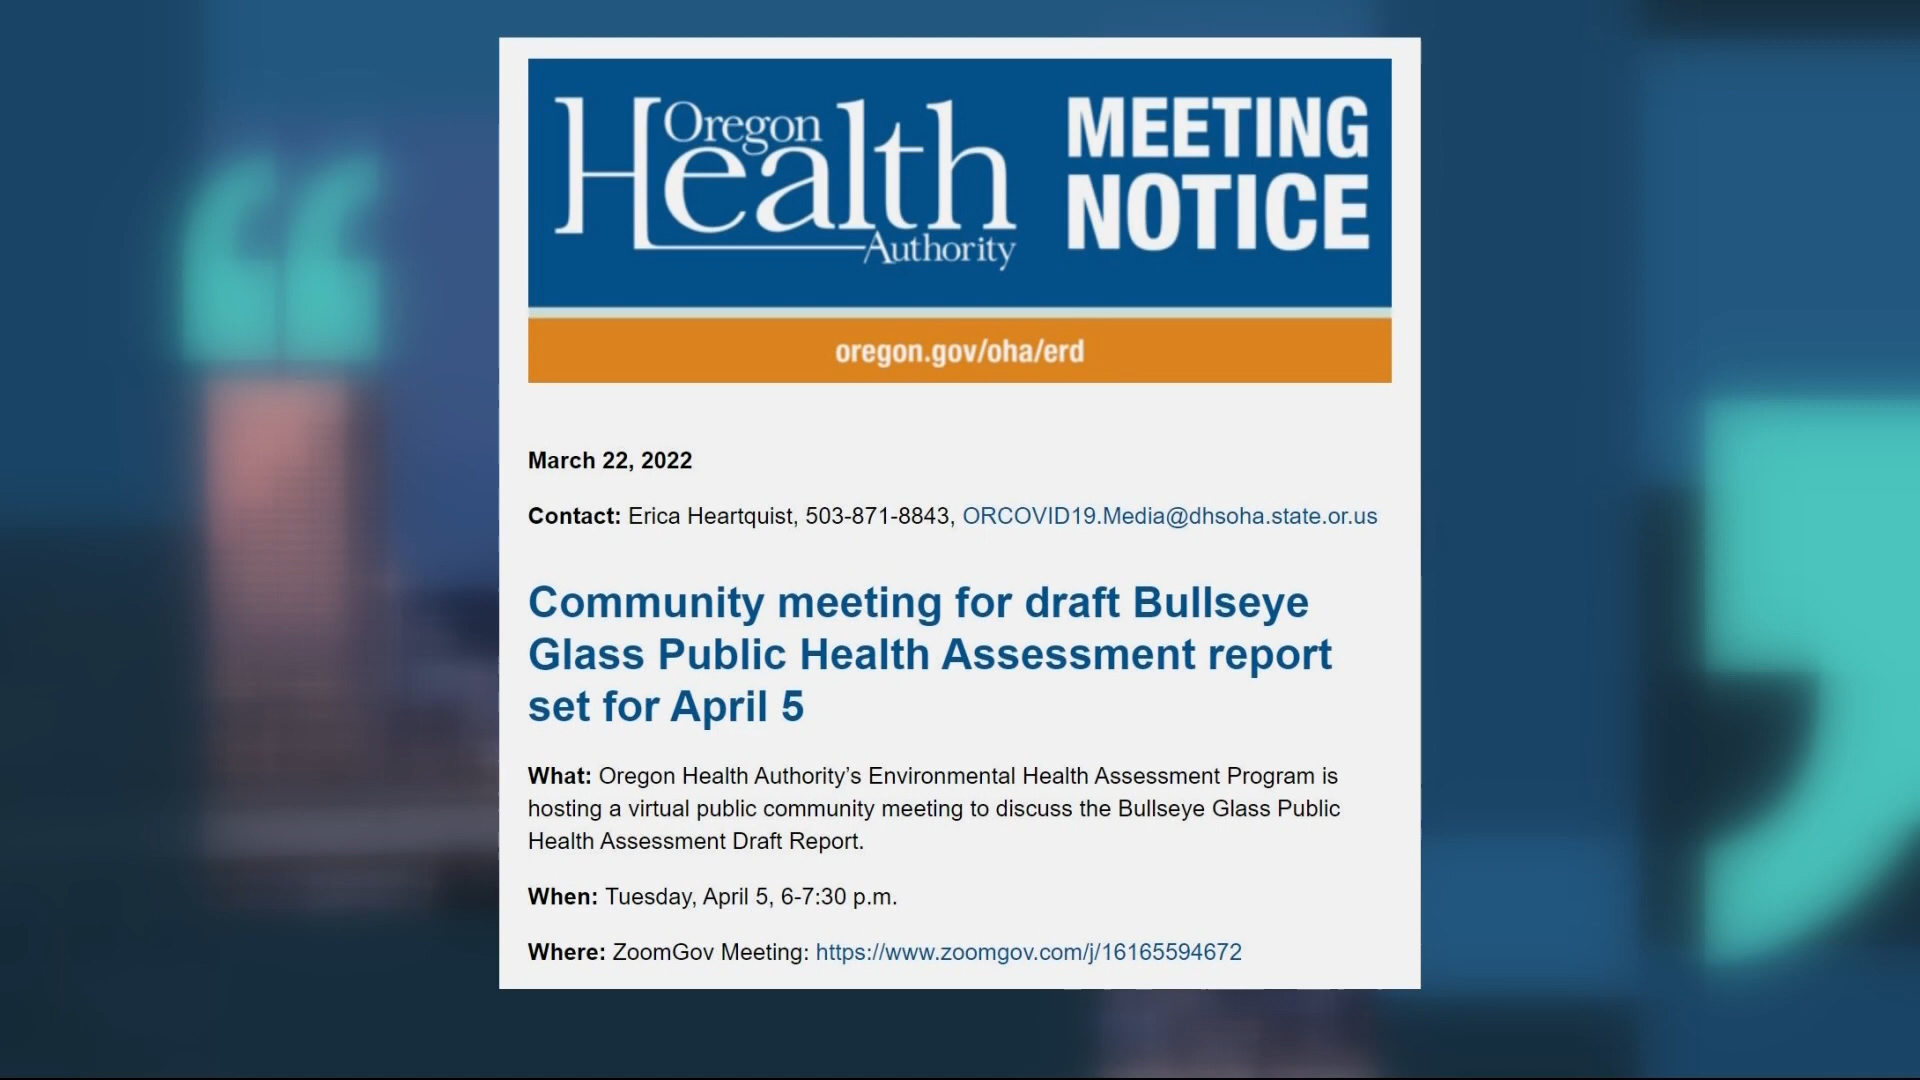 Oregon
Health
Authority
MEETING
NOTICE
oregon.gov/oha/erd
March 22, 2022
Contact: Erica Heartquist, 503-871-8843, ORCOVID19.Media@dhsoha.state.or.us
Community meeting for draft Bullseye
Glass Public Health Assessment report
set for April 5
What: Oregon Health Authority’s Environmental Health Assessment Program is
hosting a virtual public community meeting to discuss the Bullseye Glass Public
Health Assessment Draft Report.
When: Tuesday, April 5, 6-7:30 p.m.
Where: ZoomGov Meeting: https://www.zoomgov.com/j/16165594672